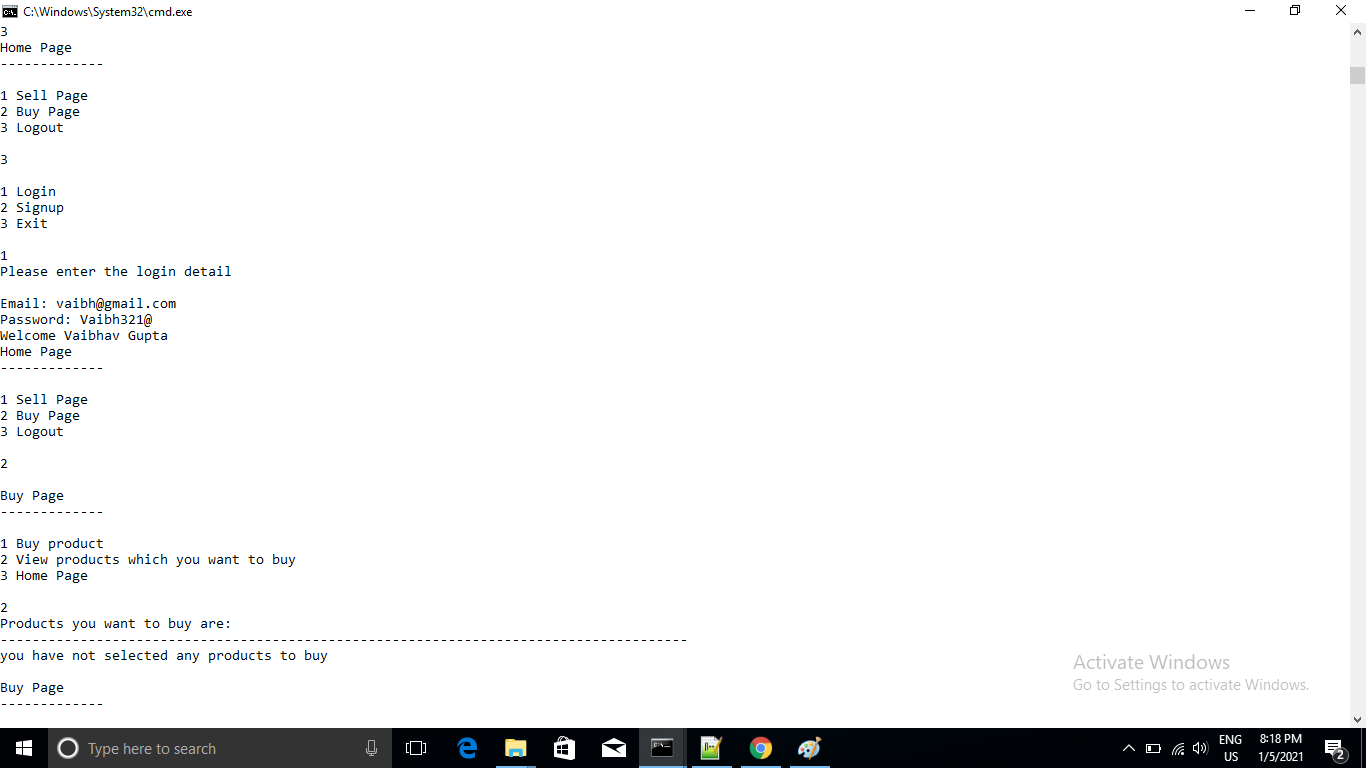 C:\Windows\System32\cmd.exe
3
Home Page
-------------
1 Sell Page
2 Buy Page
3 Logout
3
1 Login
2 Signup
3 Exit
1
Please enter the login detail
Email: vaibh@gmail.com
Password: Vaibh321@
Welcome Vaibhav Gupta
Home Page
-------------
1 Sell Page
2 Buy Page
3 Logout
2
Buy Page
-------------
1 Buy product
2 View products which you want to buy
3 Home Page
2
Products you want to buy are:
--------------------------------------------------------------------------------------
you have not selected any products to buy
Buy Page
-------------
Activate Windows
Go to Settings to activate Windows.
Type here to search
ENG
US
8:18 PM
1/5/2021
2